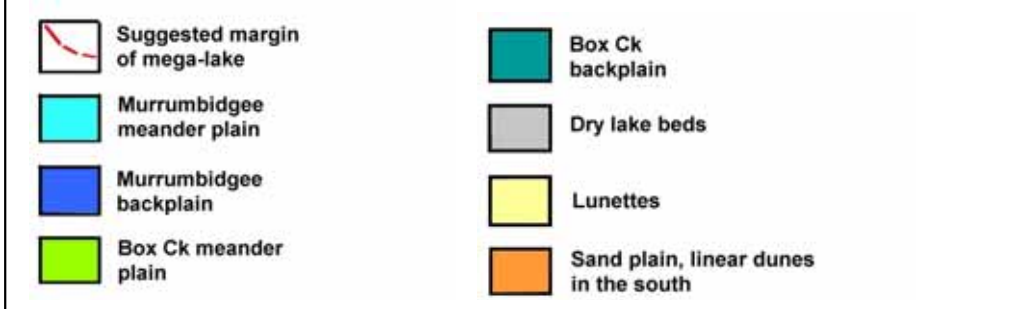 Suggested margin
of mega-lake
Murrumbidgee
meander plain
Murrumbidgee
backplain
Box Ck meander
plain
Box Ck
backplain
Dry lake beds
Lunettes
Sand plain, linear dunes
in the south